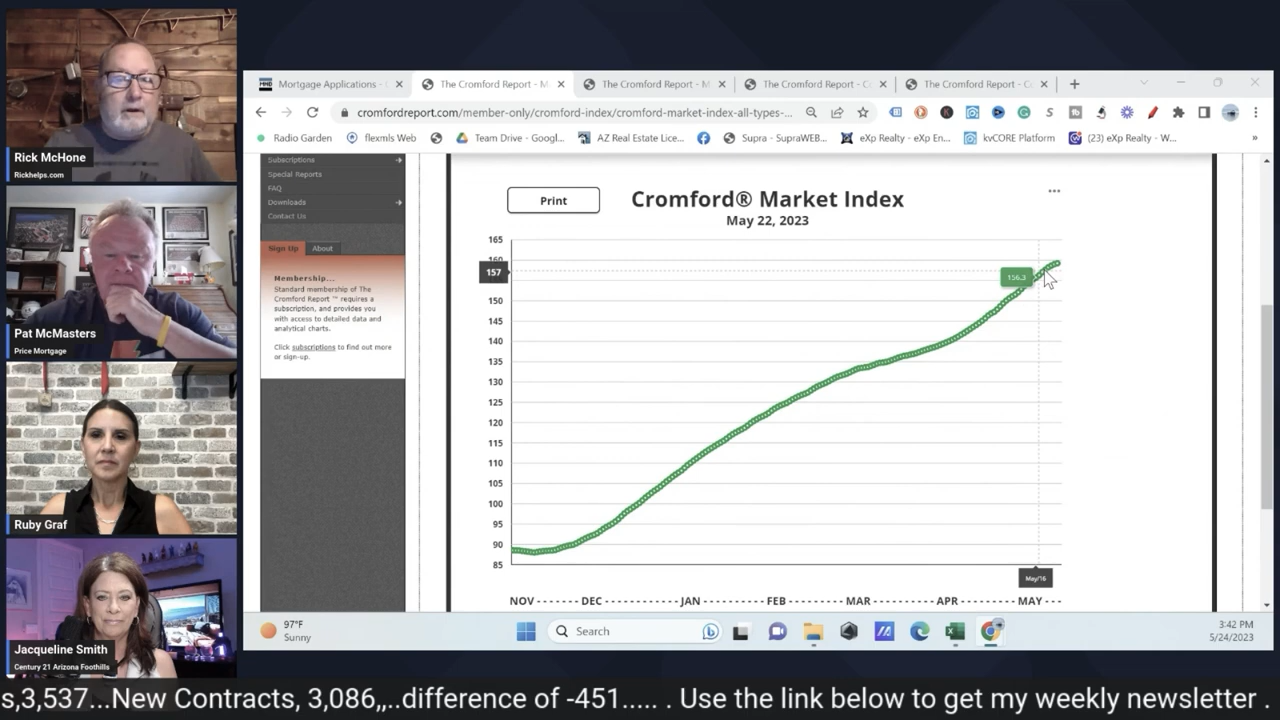 Rick McHone
Rickhelps.com
Pat McMasters
Price Mortgage
Ruby Graf
Jacqueline Smith
Century 21 Arizona Foothills
Mortgage Applications -
The Cromford Report - M
The Cromford Report -
The Cromford Report - C
The Cromford Report - C
cromfordreport.com/member-only/cromford-index/cromford-market-index-all-types-...
Radio Garden
flexmls Web
Team Drive - Googl...
AZ Real Estate Lice...
Supra - SupraWEB...
eXp Realty - eXp En...
kvCORE Platform
(23) eXp Realty - W...
»
Subscriptions
Special Reports
FAQ
Downloads
Contact Us
Sign Up
About
Membership...
Standard membership of The
Cromford Report ™ requires a
subscription, and provides you
with access to detailed data and
analytical charts.
Click subscriptions to find out more
or sign-up.
Print
Cromford® Market Index
May 22, 2023
165
160
157
150
145
140
135
130
125
120
115
110
105
100
95
90
85
156.3
May/16
NOV
DEC
JAN
FEB
MAR
APR
MAY
97°F
Sunny
Search
3:42 PM
5/24/2023
s,3,537...New Contracts, 3,086,,..difference of -451..... . Use the link below to get my weekly newsletter .